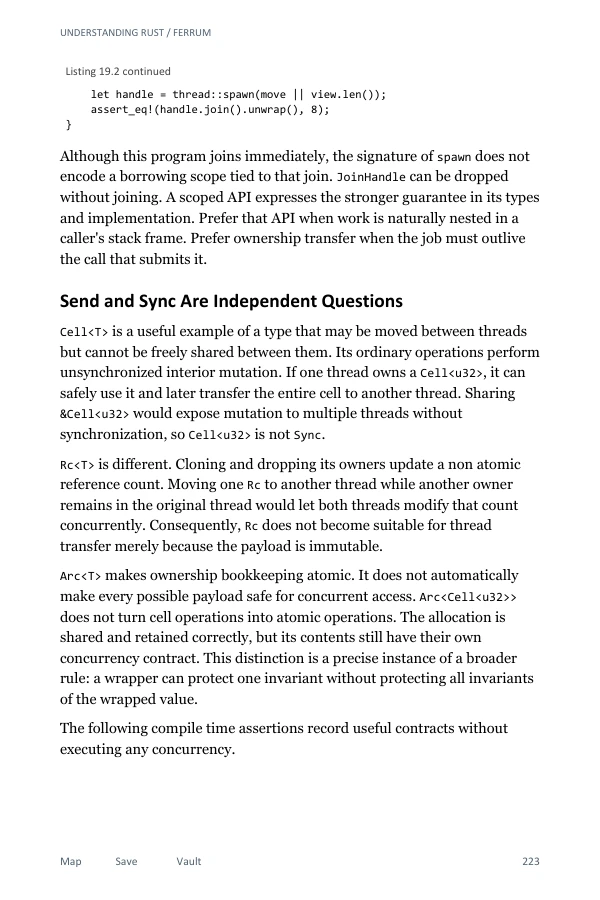 UNDERSTANDING RUST / FERRUM
Listing 19.2 continued
    let handle = thread::spawn(move || view.len());
    assert_eq!(handle.join().unwrap(), 8);
}
Although this program joins immediately, the signature of spawn does not
encode a borrowing scope tied to that join. JoinHandle can be dropped
without joining. A scoped API expresses the stronger guarantee in its types
and implementation. Prefer that API when work is naturally nested in a
caller's stack frame. Prefer ownership transfer when the job must outlive
the call that submits it.
Send and Sync Are Independent Questions
Cell<T> is a useful example of a type that may be moved between threads
but cannot be freely shared between them. Its ordinary operations perform
unsynchronized interior mutation. If one thread owns a Cell<u32>, it can
safely use it and later transfer the entire cell to another thread. Sharing
&Cell<u32> would expose mutation to multiple threads without
synchronization, so Cell<u32> is not Sync.
Rc<T> is different. Cloning and dropping its owners update a non atomic
reference count. Moving one Rc to another thread while another owner
remains in the original thread would let both threads modify that count
concurrently. Consequently, Rc does not become suitable for thread
transfer merely because the payload is immutable.
Arc<T> makes ownership bookkeeping atomic. It does not automatically
make every possible payload safe for concurrent access. Arc<Cell<u32>>
does not turn cell operations into atomic operations. The allocation is
shared and retained correctly, but its contents still have their own
concurrency contract. This distinction is a precise instance of a broader
rule: a wrapper can protect one invariant without protecting all invariants
of the wrapped value.
The following compile time assertions record useful contracts without
executing any concurrency.
Map Save Vault 223